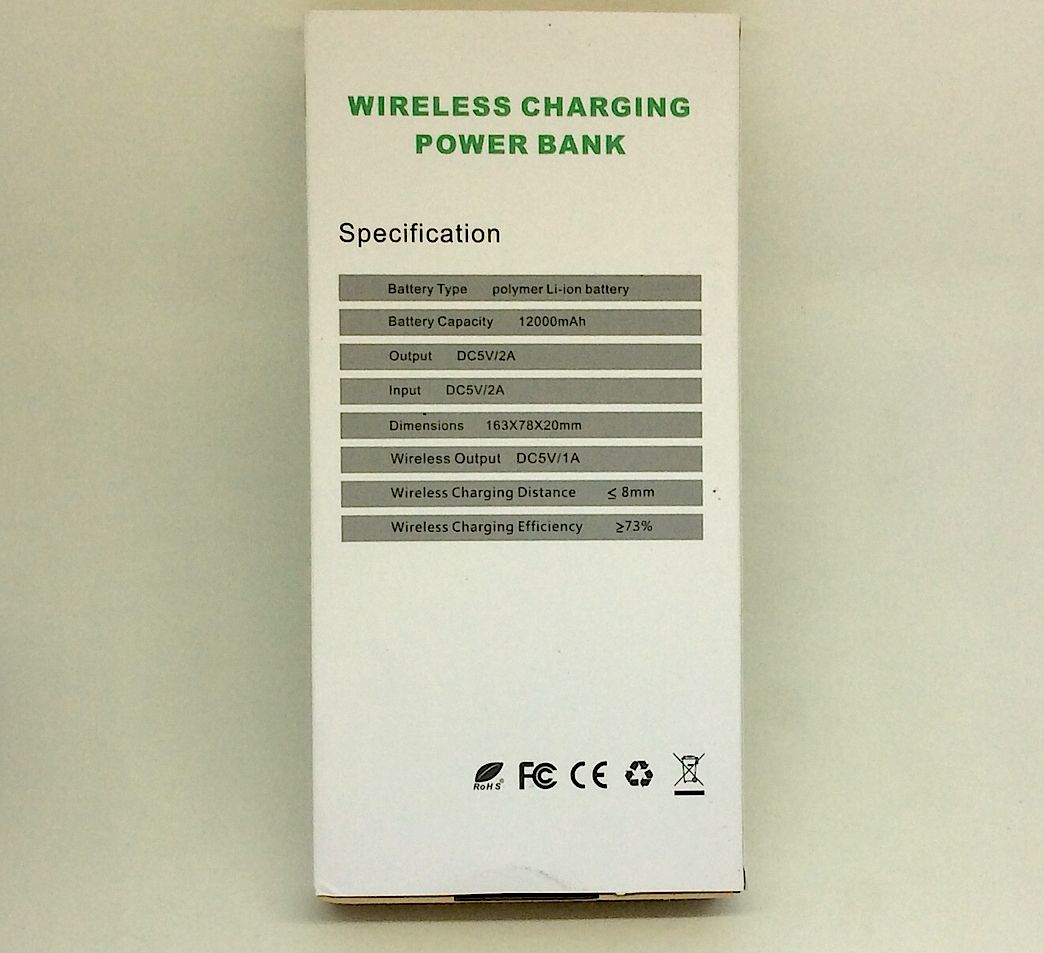 WIRELESS CHARGING
POWER BANK
Specification
Battery Type polymer Li-ion battery
Battery Capacity 12000mAh
Output DC5V/2A
Input DC5V/2A
Dimensions 163X78X20mm
Wireless Output DC5V/1A
Wireless Charging Distance ≤ 8mm
Wireless Charging Efficiency ≥73%
RoHS FC CE